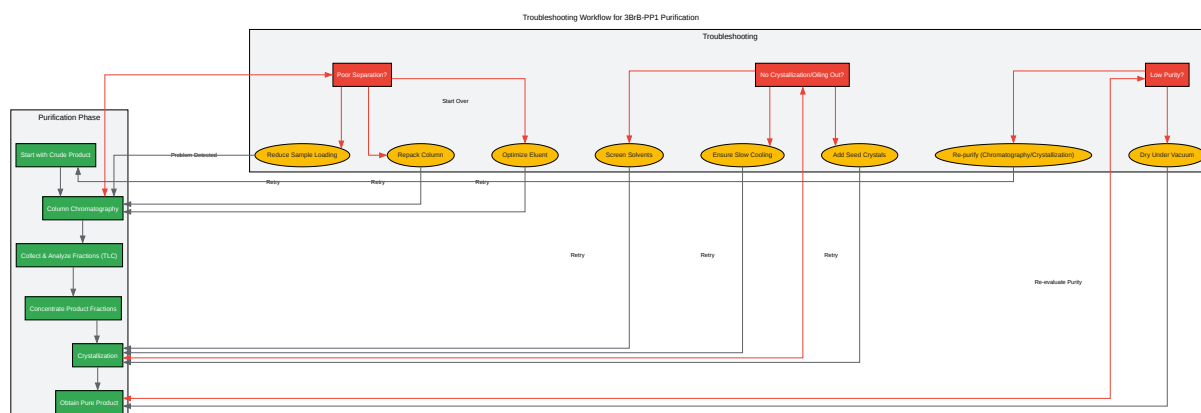 Troubleshooting Workflow for 3BrB-PP1 Purification
Troubleshooting
Poor Separation?
No Crystallization/Oiling Out?
Low Purity?
Start Over
Purification Phase
Start with Crude Product
Problem Detected
Reduce Sample Loading
Repack Column
Optimize Eluent
Screen Solvents
Ensure Slow Cooling
Add Seed Crystals
Re-purify (Chromatography/Crystallization)
Dry Under Vacuum
Retry
Retry
Retry
Column Chromatography
Collect & Analyze Fractions (TLC)
Retry
Retry
Retry
Re-evaluate Purity
Concentrate Product Fractions
Crystallization
Obtain Pure Product